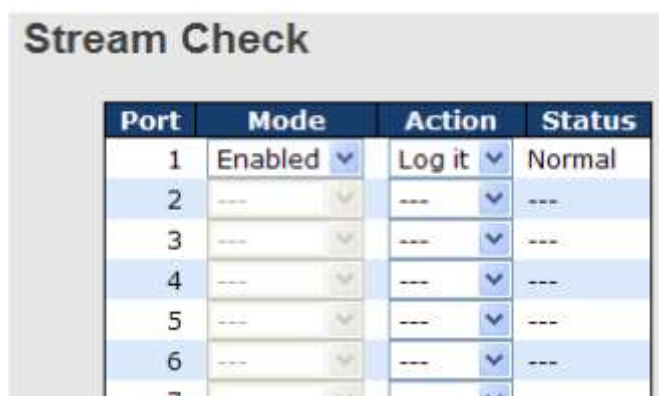 Stream Check
Port Mode Action Status
1 Enabled Log it Normal
2 --- --- ---
3 --- --- ---
4 --- --- ---
5 --- --- ---
6 --- --- ---